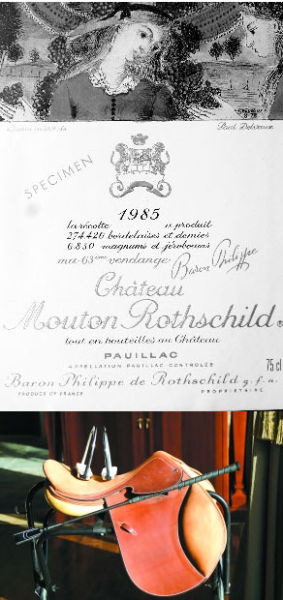 Paul Delvaux
SPECIMEN
1985
la récolte a produit
274.426 bordelaises et demies
6.830 magnums et jéroboams
ma 63ème vendange Baron Philippe
Château
Mouton Rothschild
tout en bouteilles au Château
PAUILLAC
APPELLATION PAUILLAC CONTROLÉE
75 cl
Baron Philippe de Rothschild g.f.a.
PRODUCE OF FRANCE PROPRIÉTAIRE